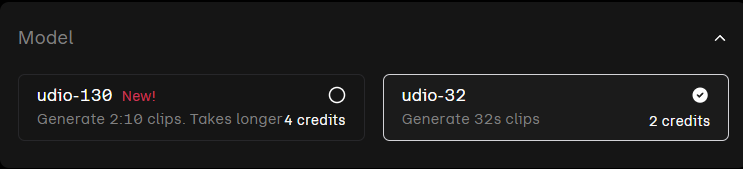 Model
udio-130 New!
Generate 2:10 clips. Takes longer 4 credits
udio-32
Generate 32s clips
2 credits